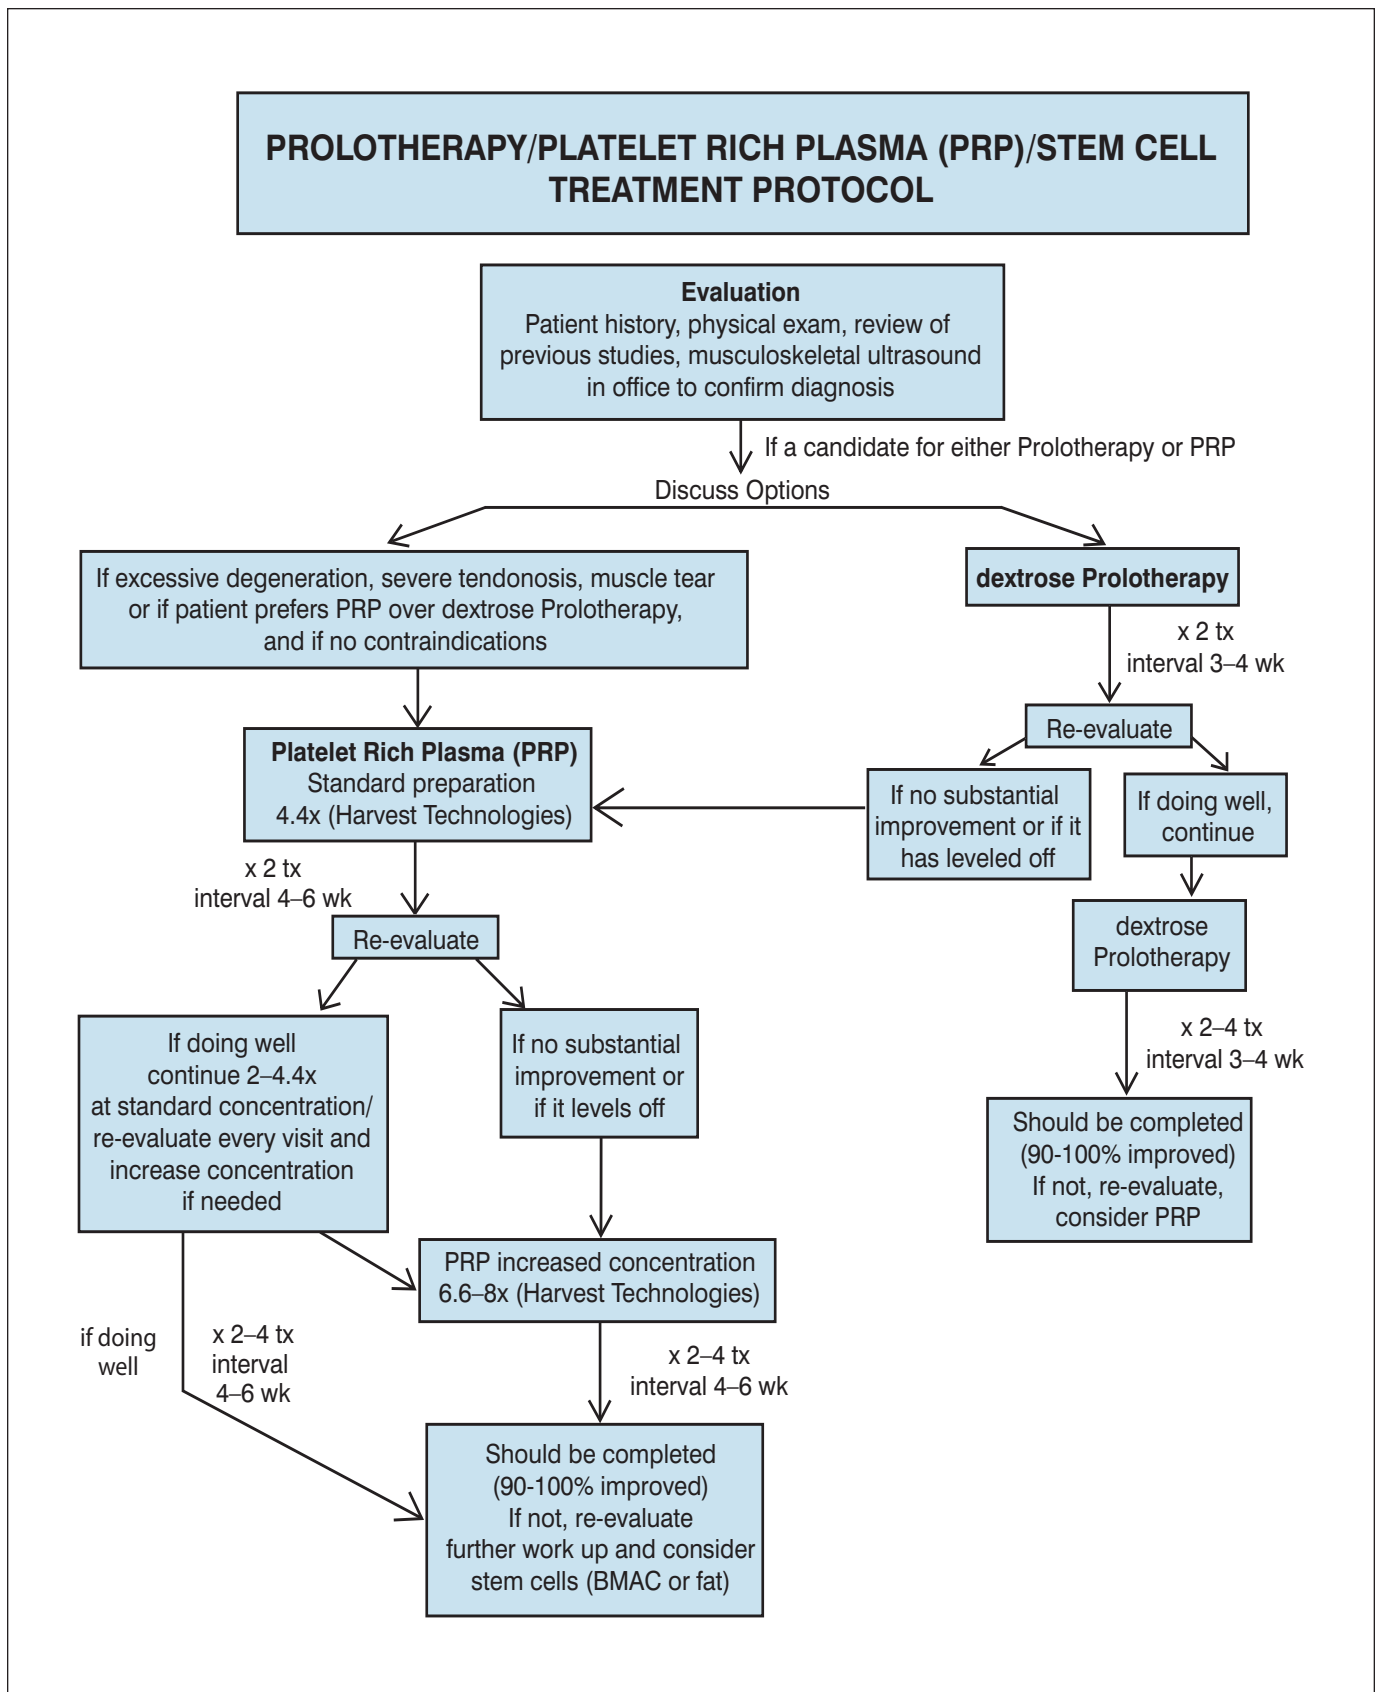 PROLOTHERAPY/PLATELET RICH PLASMA (PRP)/STEM CELL
TREATMENT PROTOCOL
Evaluation
Patient history, physical exam, review of
previous studies, musculoskeletal ultrasound
in office to confirm diagnosis
If a candidate for either Prolotherapy or PRP
Discuss Options
If excessive degeneration, severe tendonosis, muscle tear
or if patient prefers PRP over dextrose Prolotherapy,
and if no contraindications
dextrose Prolotherapy
x 2 tx
interval 3–4 wk
Re-evaluate
Platelet Rich Plasma (PRP)
Standard preparation
4.4x (Harvest Technologies)
If no substantial
improvement or if it
has leveled off
If doing well,
continue
x 2 tx
interval 4–6 wk
Re-evaluate
dextrose
Prolotherapy
If doing well
continue 2–4.4x
at standard concentration/
re-evaluate every visit and
increase concentration
if needed
If no substantial
improvement or
if it levels off
x 2–4 tx
interval 3–4 wk
Should be completed
(90-100% improved)
If not, re-evaluate,
consider PRP
PRP increased concentration
6.6–8x (Harvest Technologies)
if doing
well
x 2–4 tx
interval
4–6 wk
x 2–4 tx
interval 4–6 wk
Should be completed
(90-100% improved)
If not, re-evaluate
further work up and consider
stem cells (BMAC or fat)